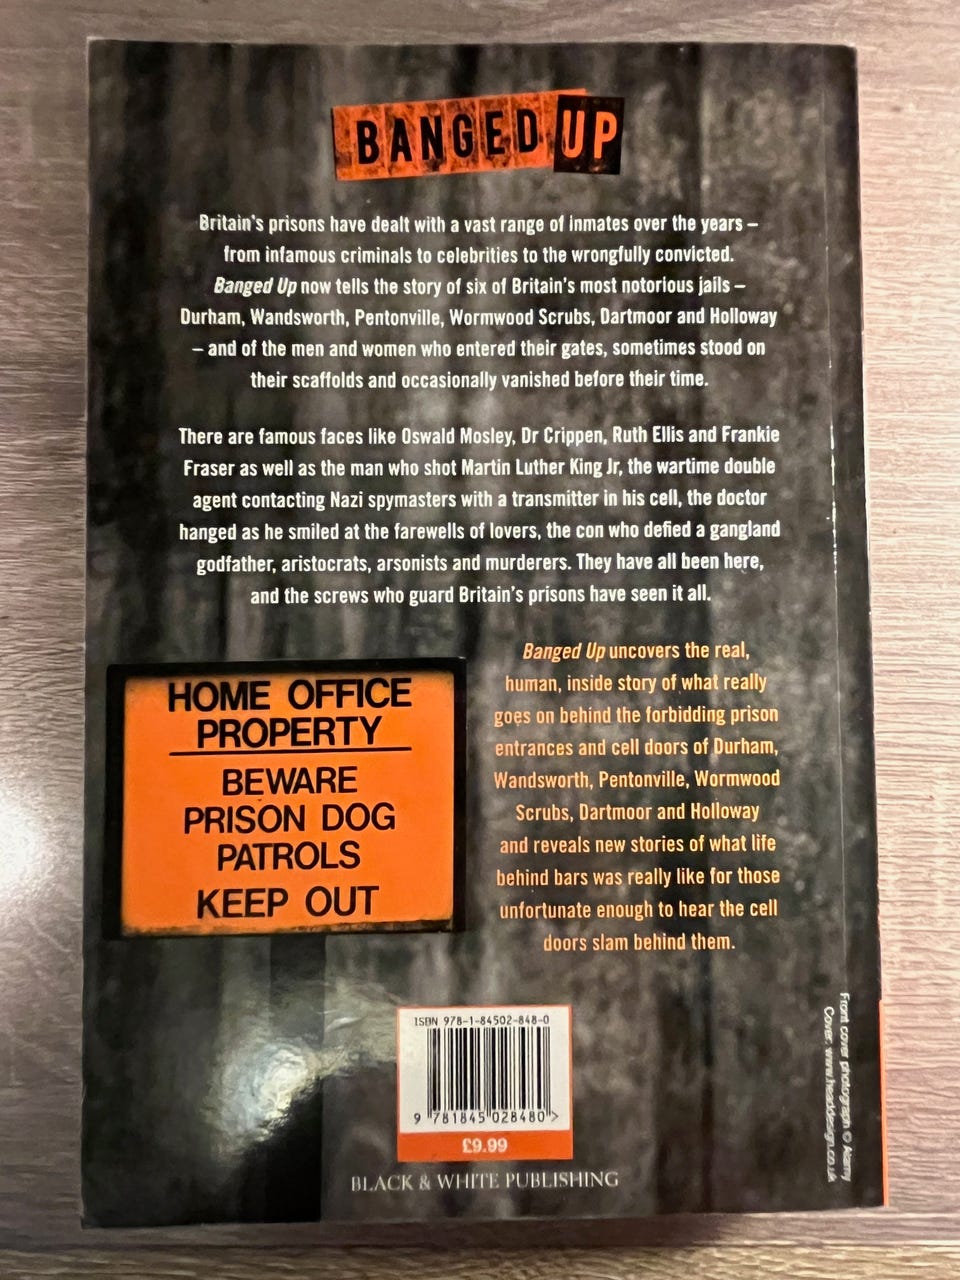 BANGED UP
Britain's prisons have dealt with a vast range of inmates over the years –
from infamous criminals to celebrities to the wrongfully convicted.
Banged Up now tells the story of six of Britain's most notorious jails –
Durham, Wandsworth, Pentonville, Wormwood Scrubs, Dartmoor and Holloway
– and of the men and women who entered their gates, sometimes stood on
their scaffolds and occasionally vanished before their time.
There are famous faces like Oswald Mosley, Dr Crippen, Ruth Ellis and Frankie
Fraser as well as the man who shot Martin Luther King Jr, the wartime double
agent contacting Nazi spymasters with a transmitter in his cell, the doctor
hanged as he smiled at the farewells of lovers, the con who defied a gangland
godfather, aristocrats, arsonists and murderers. They have all been here,
and the screws who guard Britain's prisons have seen it all.
Banged Up uncovers the real,
human, inside story of what really
goes on behind the forbidding prison
entrances and cell doors of Durham,
Wandsworth, Pentonville, Wormwood
Scrubs, Dartmoor and Holloway
and reveals new stories of what life
behind bars was really like for those
unfortunate enough to hear the cell
doors slam behind them.
HOME OFFICE
PROPERTY
BEWARE
PRISON DOG
PATROLS
KEEP OUT
ISBN 978-1-84502-848-0
9 781845 028480 >
£9.99
BLACK & WHITE PUBLISHING
Front cover photograph © Alamy
Cover: www.headdesign.co.uk